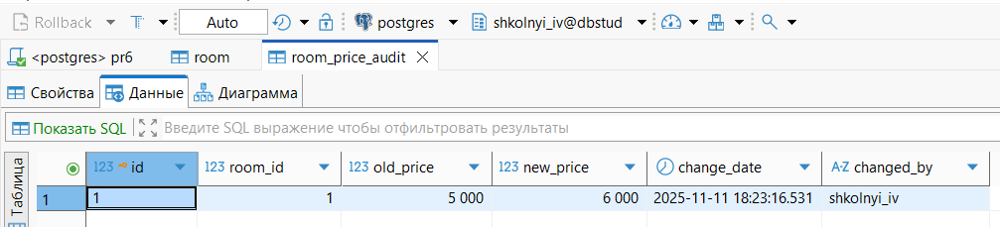 Rollback T Auto postgres shkolnyi_iv@dbstud
<postgres> pr6 room room_price_audit
Свойства Данные Диаграмма
Показать SQL Введите SQL выражение чтобы отфильтровать результаты
Таблица
123 id 123 room_id 123 old_price 123 new_price change_date A-Z changed_by
1 1 1 5 000 6 000 2025-11-11 18:23:16.531 shkolnyi_iv